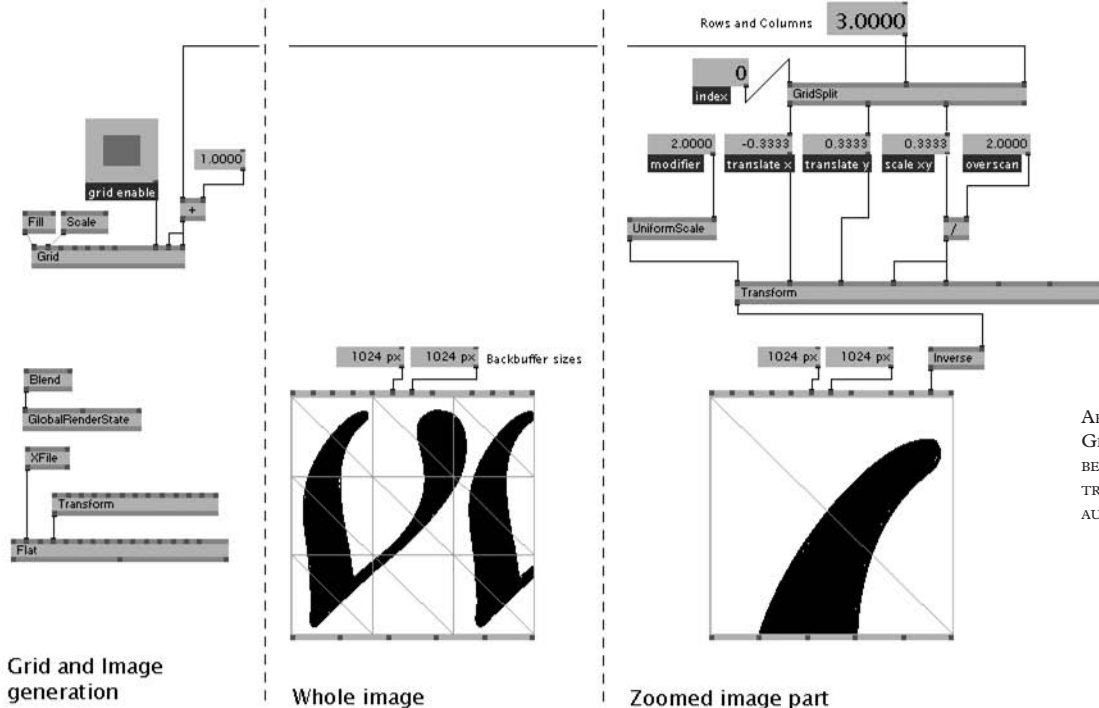 Rows and Columns 3.0000
0
index
GridSplit
grid enable
1.0000
+
Fill Scale
Grid
2.0000 -0.3333 0.3333 0.3333 2.0000
modifier translate x translate y scale xy overscan
UniformScale
/
Transform
1024 px 1024 px Backbuffer sizes
1024 px 1024 px
Inverse
Blend
GlobalRenderState
XFile
Transform
Flat
Grid and Image
generation
Whole image
Zoomed image part